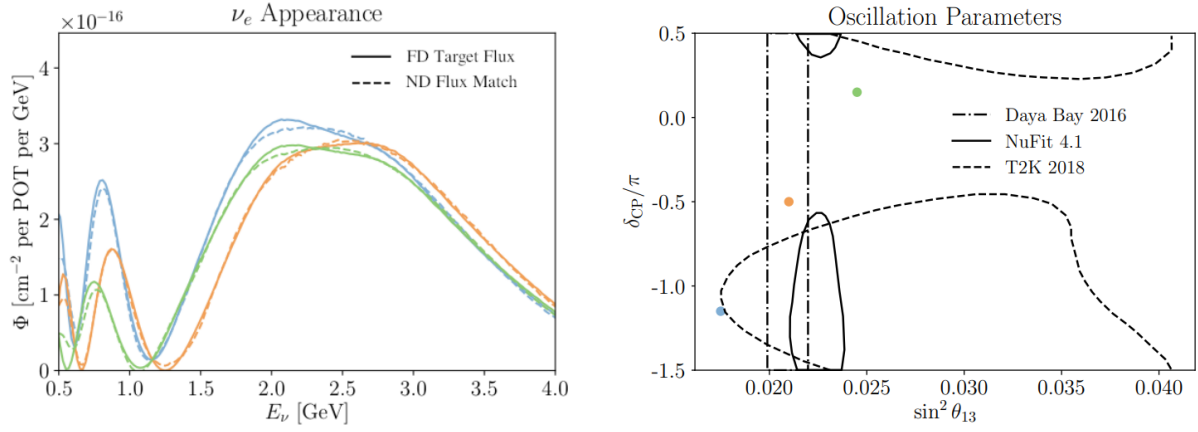 ν_e Appearance
×10⁻¹⁶
FD Target Flux
ND Flux Match
Φ [cm⁻² per POT per GeV]
4
3
2
1
0
0.5 1.0 1.5 2.0 2.5 3.0 3.5 4.0
E_ν [GeV]
Oscillation Parameters
Daya Bay 2016
NuFit 4.1
T2K 2018
δ_CP/π
0.5
0.0
-0.5
-1.0
-1.5
0.020 0.025 0.030 0.035 0.040
sin² θ₁₃